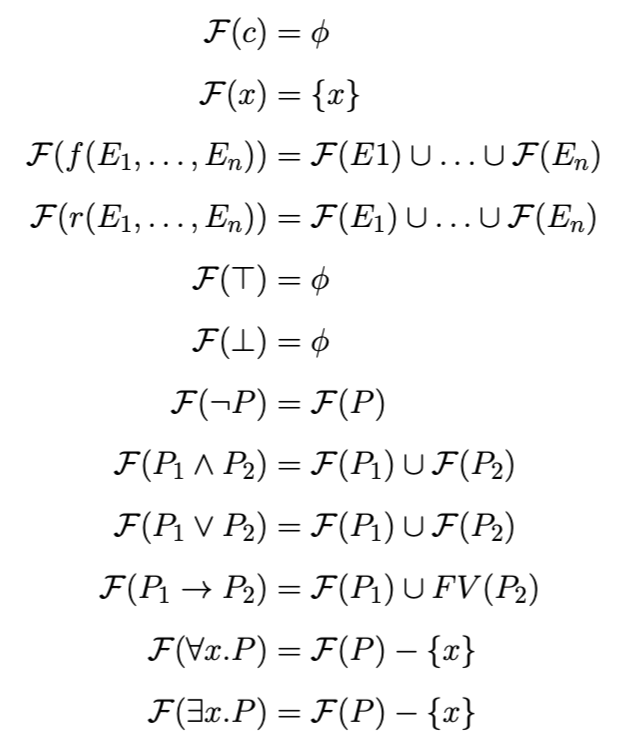 ℱ(c) = ϕ
ℱ(x) = {x}
ℱ(f(E₁, …, Eₙ)) = ℱ(E1) ∪ … ∪ ℱ(Eₙ)
ℱ(r(E₁, …, Eₙ)) = ℱ(E₁) ∪ … ∪ ℱ(Eₙ)
ℱ(⊤) = ϕ
ℱ(⊥) = ϕ
ℱ(¬P) = ℱ(P)
ℱ(P₁ ∧ P₂) = ℱ(P₁) ∪ ℱ(P₂)
ℱ(P₁ ∨ P₂) = ℱ(P₁) ∪ ℱ(P₂)
ℱ(P₁ → P₂) = ℱ(P₁) ∪ FV(P₂)
ℱ(∀x.P) = ℱ(P) − {x}
ℱ(∃x.P) = ℱ(P) − {x}